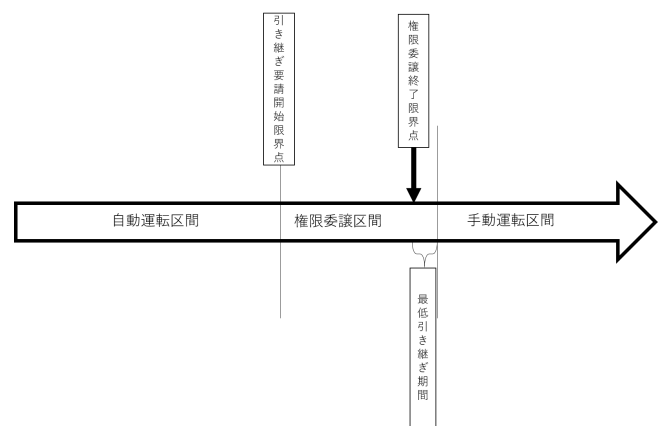 引き継ぎ要請開始限界点
権限委譲終了限界点
自動運転区間
権限委譲区間
手動運転区間
最低引き継ぎ期間